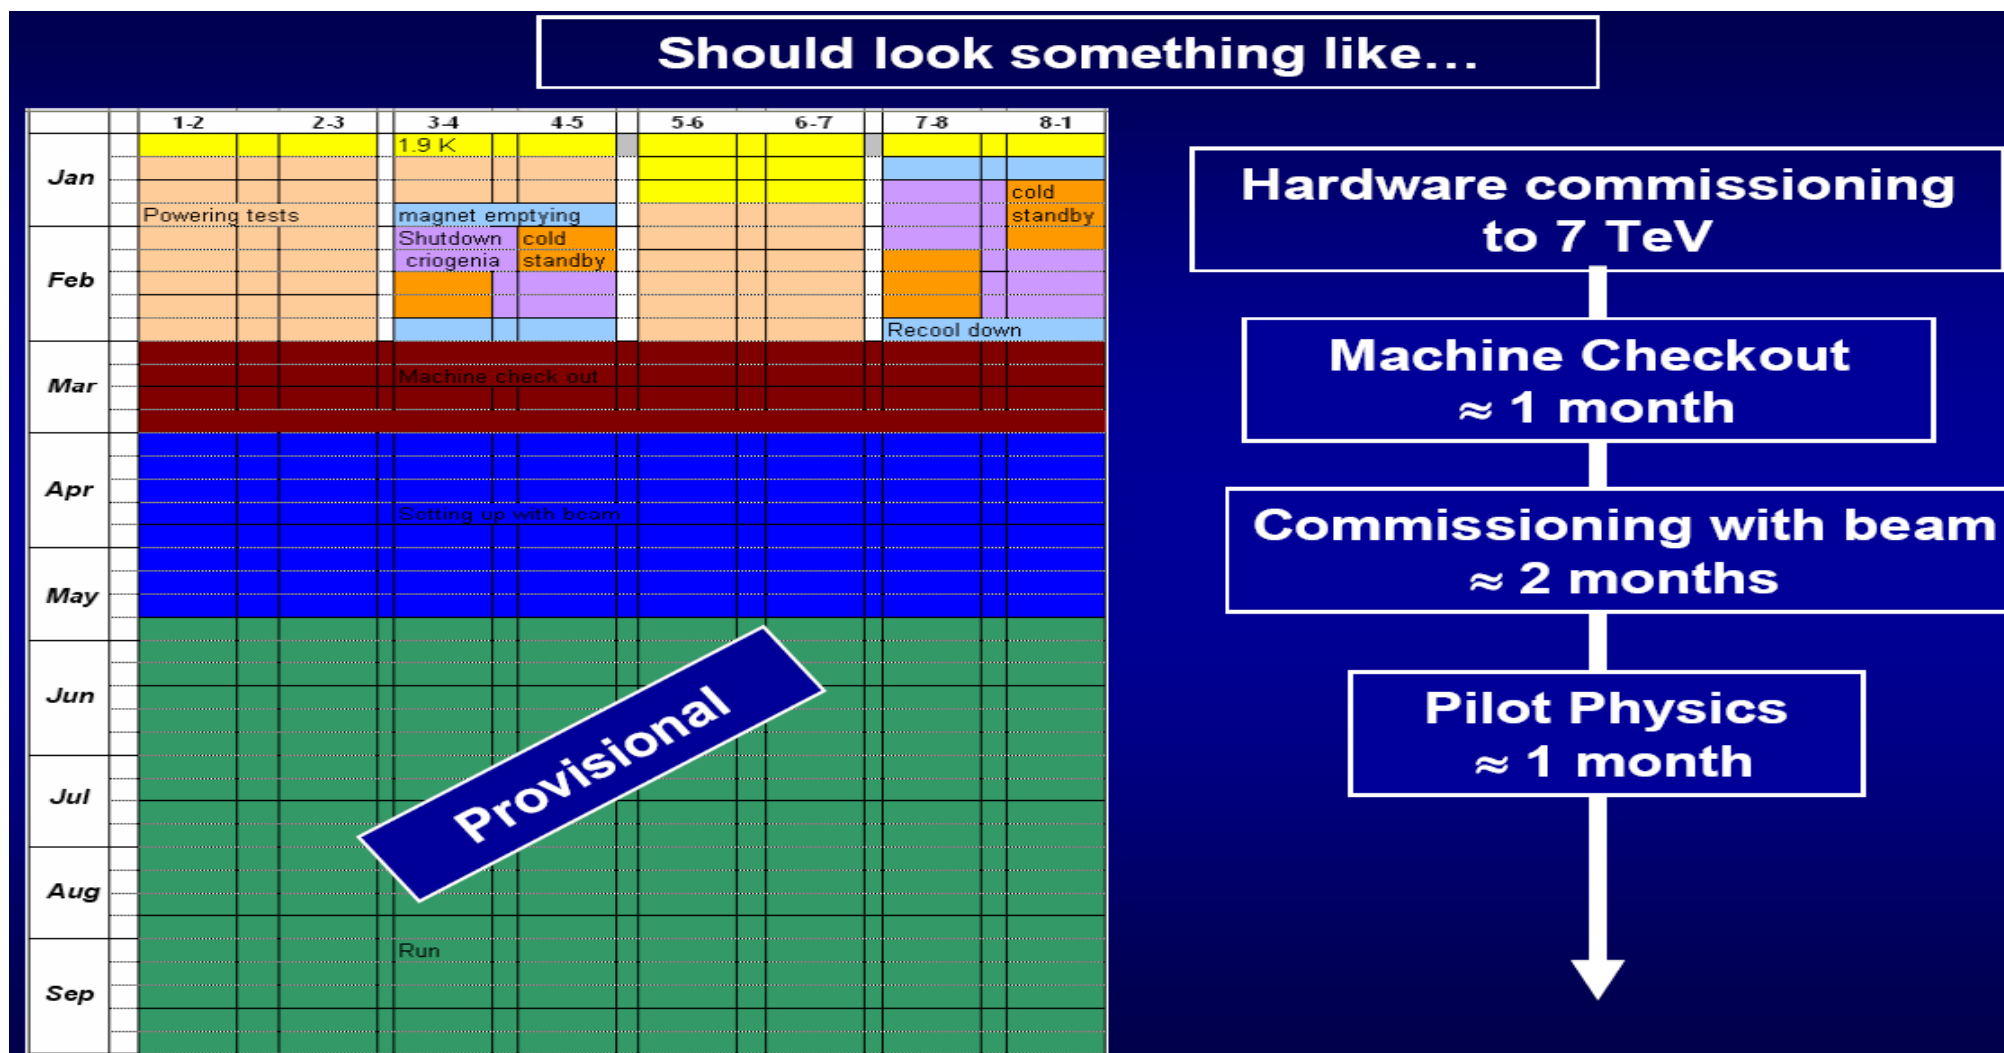 Should look something like...
1-2 2-3 3-4 4-5 5-6 6-7 7-8 8-1
Jan
1.9 K
cold
Powering tests
magnet emptying
standby
Feb
Shutdown
cold
criogenia
standby
Recool down
Mar
Machine check out
Apr
Setting up with beam
May
Jun
Jul
Aug
Run
Sep
Provisional
Hardware commissioning
to 7 TeV
Machine Checkout
≈ 1 month
Commissioning with beam
≈ 2 months
Pilot Physics
≈ 1 month